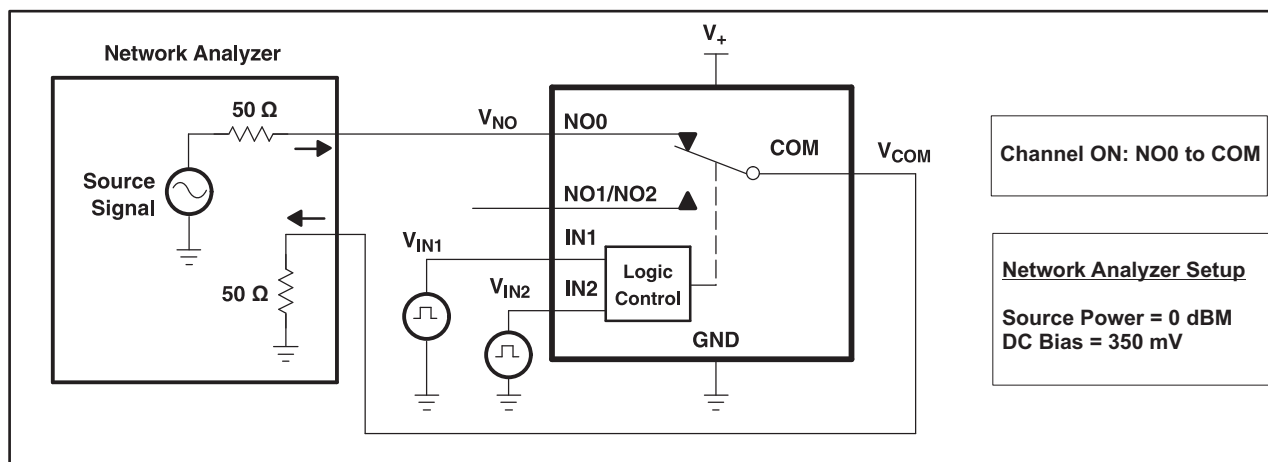 Network Analyzer
50 Ω
Source
Signal
50 Ω
V+
VNO
NO0
COM
VCOM
NO1/NO2
VIN1
IN1
VIN2
IN2
Logic
Control
GND
Channel ON: NO0 to COM
Network Analyzer Setup
Source Power = 0 dBM
DC Bias = 350 mV